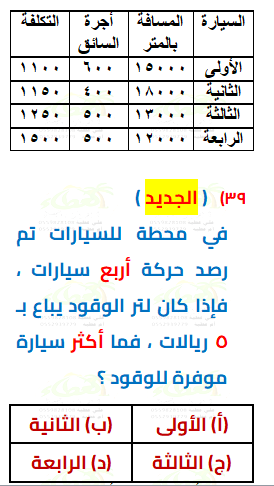 السيارة المسافة بالمتر أجرة السائق التكلفة
الأولى ١٥٠٠٠ ٦٠٠ ١١٠٠
الثانية ١٨٠٠٠ ٤٠٠ ١١٥٠
الثالثة ١٣٠٠٠ ٥٠٠ ١٢٥٠
الرابعة ١٢٠٠٠ ٥٠٠ ١٥٠٠
٣٩) ( الجديد )
في محطة للسيارات تم
رصد حركة أربع سيارات ،
فإذا كان لتر الوقود يباع بـ
٥ ريالات ، فما أكثر سيارة
موفرة للوقود ؟
(أ) الأولى (ب) الثانية
(ج) الثالثة (د) الرابعة